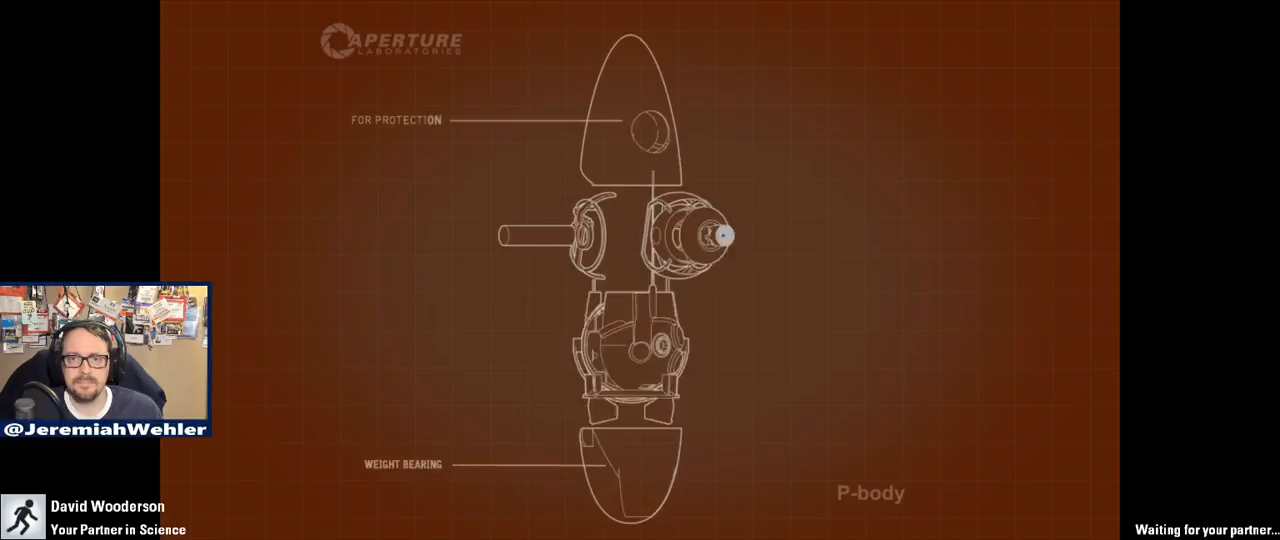 APERTURE
LABORATORIES
FOR PROTECTION
WEIGHT BEARING
P-body
@JeremiahWehler
David Wooderson
Your Partner in Science
Waiting for your partner...